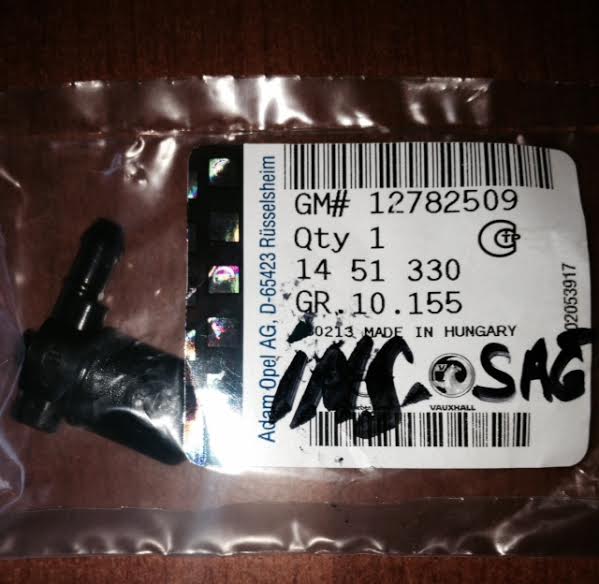 GM# 12782509
Qty 1
14 51 330
GR.10.155
0213 MADE IN HUNGARY
VAUXHALL
Adam Opel AG, D-65423 Rüsselsheim
02053917